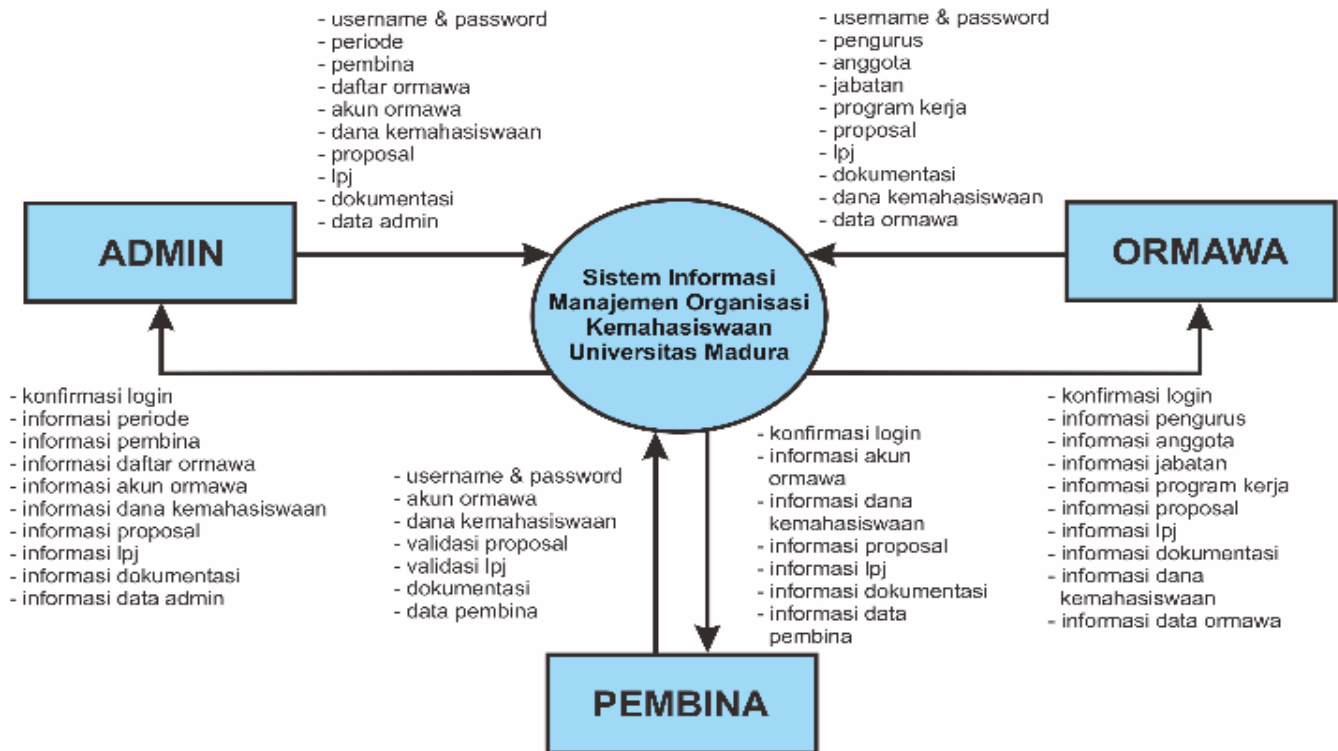 - username & password
- periode
- pembina
- daftar ormawa
- akun ormawa
- dana kemahasiswaan
- proposal
- lpj
- dokumentasi
- data admin
- username & password
- pengurus
- anggota
- jabatan
- program kerja
- proposal
- lpj
- dokumentasi
- dana kemahasiswaan
- data ormawa
ADMIN
Sistem Informasi
Manajemen Organisasi
Kemahasiswaan
Universitas Madura
ORMAWA
- konfirmasi login
- informasi periode
- informasi pembina
- informasi daftar ormawa
- informasi akun ormawa
- informasi dana kemahasiswaan
- informasi proposal
- informasi lpj
- informasi dokumentasi
- informasi data admin
- username & password
- akun ormawa
- dana kemahasiswaan
- validasi proposal
- validasi lpj
- dokumentasi
- data pembina
- konfirmasi login
- informasi akun
ormawa
- informasi dana
kemahasiswaan
- informasi proposal
- informasi lpj
- informasi dokumentasi
- informasi data
pembina
- konfirmasi login
- informasi pengurus
- informasi anggota
- informasi jabatan
- informasi program kerja
- informasi proposal
- informasi lpj
- informasi dokumentasi
- informasi dana
kemahasiswaan
- informasi data ormawa
PEMBINA